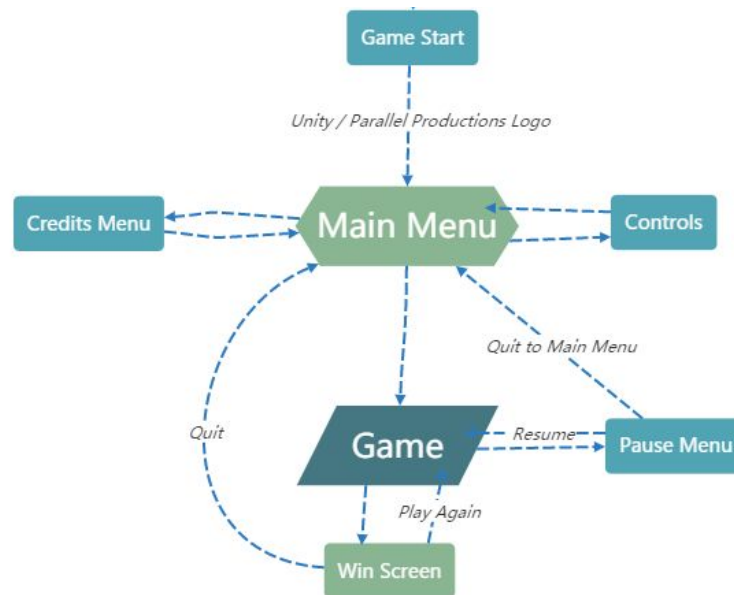 Game Start
Unity / Parallel Productions Logo
Credits Menu
Main Menu
Controls
Quit to Main Menu
Quit
Game
Resume
Pause Menu
Play Again
Win Screen